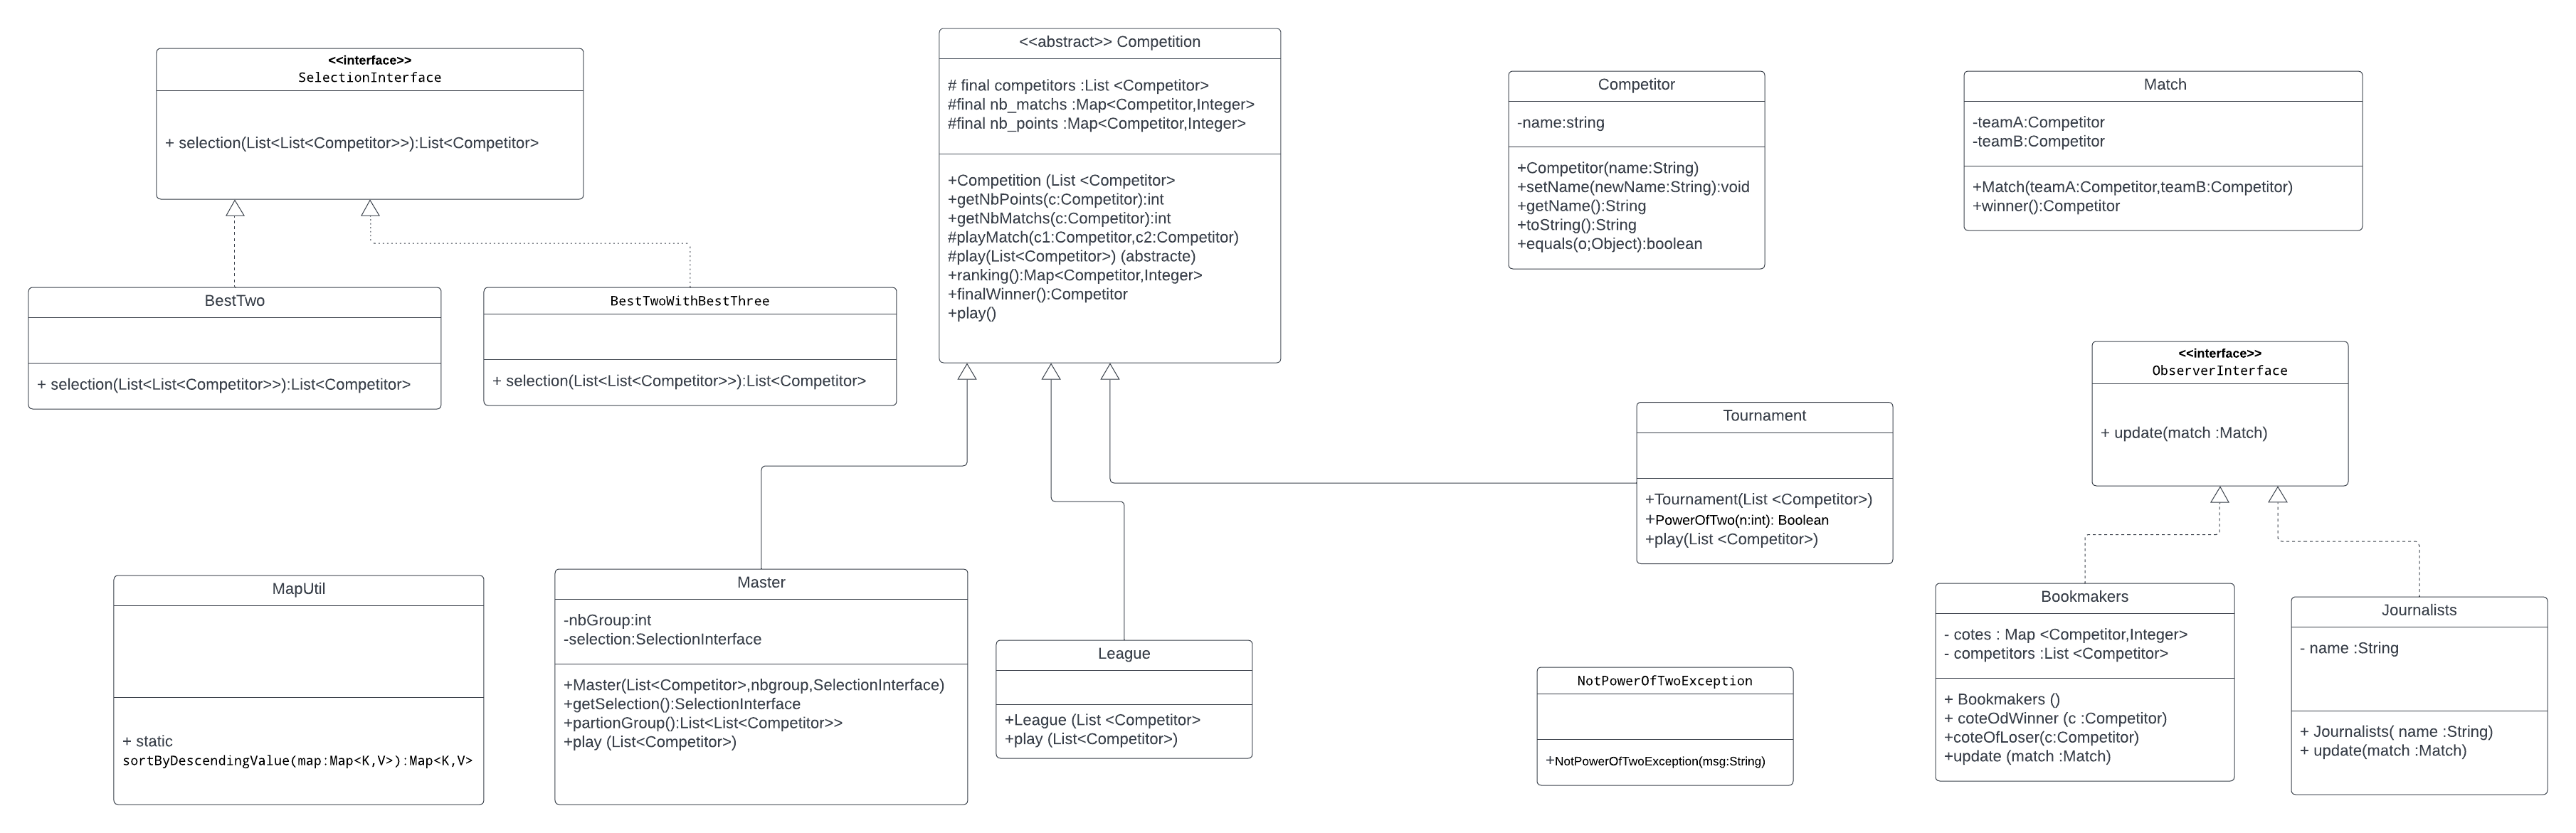 <<interface>>
SelectionInterface
+ selection(List<List<Competitor>>):List<Competitor>
BestTwo
+ selection(List<List<Competitor>>):List<Competitor>
BestTwoWithBestThree
+ selection(List<List<Competitor>>):List<Competitor>
<<abstract>> Competition
# final competitors :List <Competitor>
#final nb_matchs :Map<Competitor,Integer>
#final nb_points :Map<Competitor,Integer>
+Competition (List <Competitor>
+getNbPoints(c:Competitor):int
+getNbMatchs(c:Competitor):int
#playMatch(c1:Competitor,c2:Competitor)
#play(List<Competitor>) (abstracte)
+ranking():Map<Competitor,Integer>
+finalWinner():Competitor
+play()
Competitor
-name:string
+Competitor(name:String)
+setName(newName:String):void
+getName():String
+toString():String
+equals(o;Object):boolean
Match
-teamA:Competitor
-teamB:Competitor
+Match(teamA:Competitor,teamB:Competitor)
+winner():Competitor
<<interface>>
ObserverInterface
+ update(match :Match)
Tournament
+Tournament(List <Competitor>)
+PowerOfTwo(n:int): Boolean
+play(List <Competitor>)
MapUtil
+ static
sortByDescendingValue(map:Map<K,V>):Map<K,V>
Master
-nbGroup:int
-selection:SelectionInterface
+Master(List<Competitor>,nbgroup,SelectionInterface)
+getSelection():SelectionInterface
+partionGroup():List<List<Competitor>>
+play (List<Competitor>)
League
+League (List <Competitor>
+play (List<Competitor>)
NotPowerOfTwoException
+NotPowerOfTwoException(msg:String)
Bookmakers
- cotes : Map <Competitor,Integer>
- competitors :List <Competitor>
+ Bookmakers ()
+ coteOdWinner (c :Competitor)
+coteOfLoser(c:Competitor)
+update (match :Match)
Journalists
- name :String
+ Journalists( name :String)
+ update(match :Match)